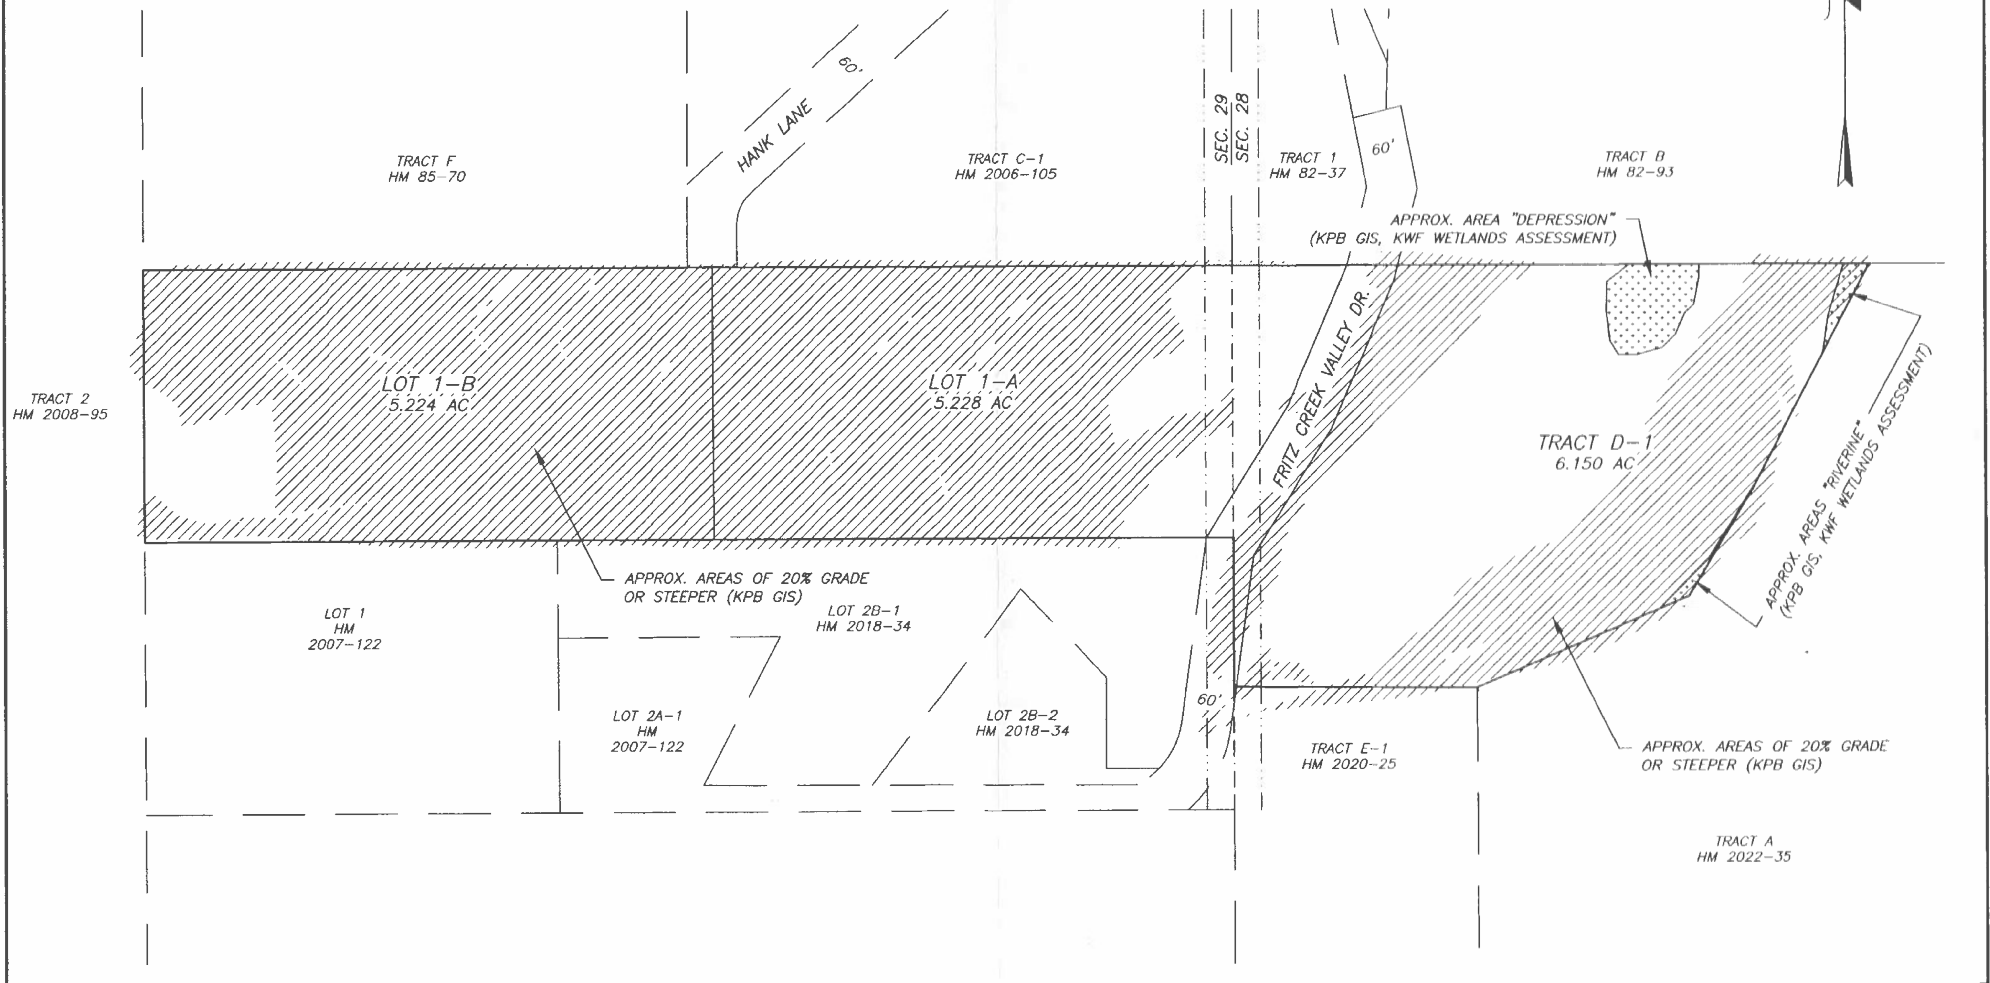 60'
HANK LANE
SEC. 29
SEC. 28
TRACT F
HM 85-70
TRACT C-1
HM 2006-105
TRACT 1
HM 82-37
60'
TRACT B
HM 82-93
APPROX. AREA "DEPRESSION"
(KPB GIS, KWF WETLANDS ASSESSMENT)
TRACT 2
HM 2008-95
LOT 1-B
5.224 AC
LOT 1-A
5.228 AC
FRITZ CREEK VALLEY DR.
TRACT D-1
6.150 AC
APPROX. AREAS "RIVERINE"
(KPB GIS, KWF WETLANDS ASSESSMENT)
APPROX. AREAS OF 20% GRADE
OR STEEPER (KPB GIS)
LOT 1
HM
2007-122
LOT 2B-1
HM 2018-34
LOT 2A-1
HM
2007-122
LOT 2B-2
HM 2018-34
60'
TRACT E-1
HM 2020-25
APPROX. AREAS OF 20% GRADE
OR STEEPER (KPB GIS)
TRACT A
HM 2022-35